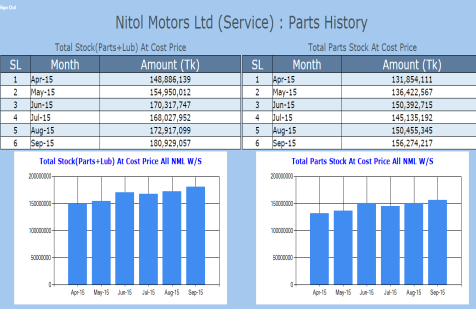 Nitol Motors Ltd (Service) : Parts History
Total Stock(Parts+Lub) At Cost Price
SL Month Amount (Tk)
1 Apr-15 148,886,139
2 May-15 154,950,012
3 Jun-15 170,317,747
4 Jul-15 168,027,952
5 Aug-15 172,917,099
6 Sep-15 180,929,057
Total Parts Stock At Cost Price
SL Month Amount (Tk)
1 Apr-15 131,854,111
2 May-15 136,422,567
3 Jun-15 150,392,715
4 Jul-15 145,135,192
5 Aug-15 150,455,345
6 Sep-15 156,274,217
Total Stock(Parts+Lub) At Cost Price All NML W/S
200000000
150000000
100000000
50000000
0
Apr-15 May-15 Jun-15 Jul-15 Aug-15 Sep-15
Total Parts Stock At Cost Price All NML W/S
200000000
150000000
100000000
50000000
0
Apr-15 May-15 Jun-15 Jul-15 Aug-15 Sep-15